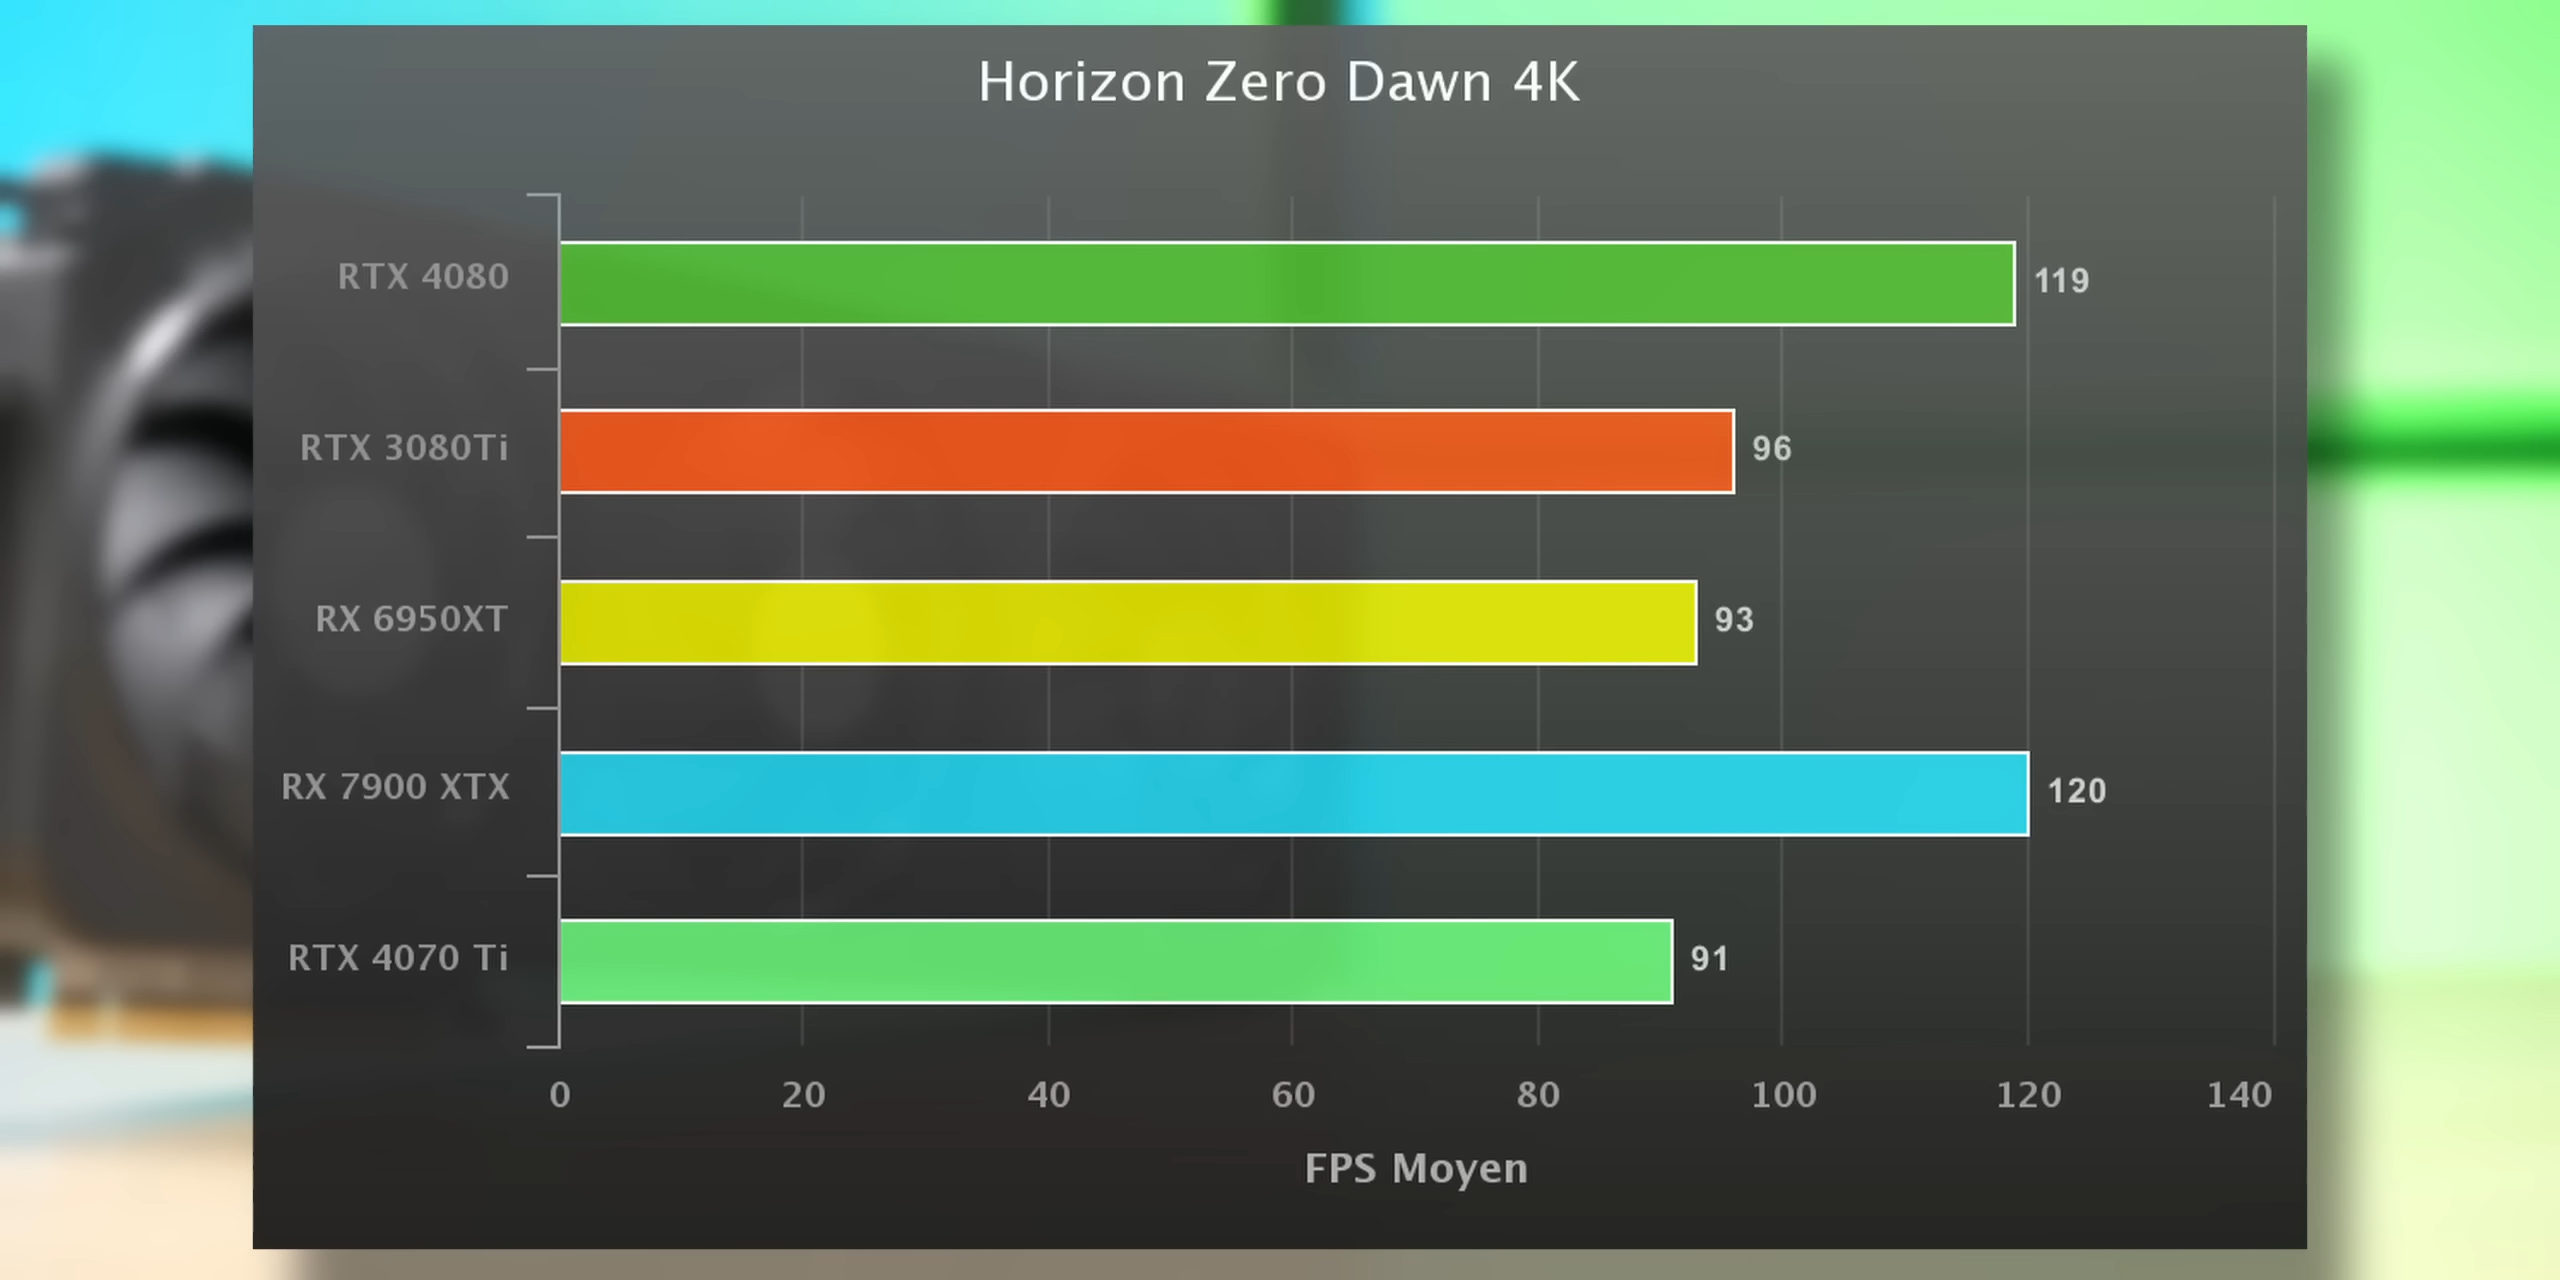 Horizon Zero Dawn 4K
RTX 4080
119
RTX 3080Ti
96
RX 6950XT
93
RX 7900 XTX
120
RTX 4070 Ti
91
0 20 40 60 80 100 120 140
FPS Moyen